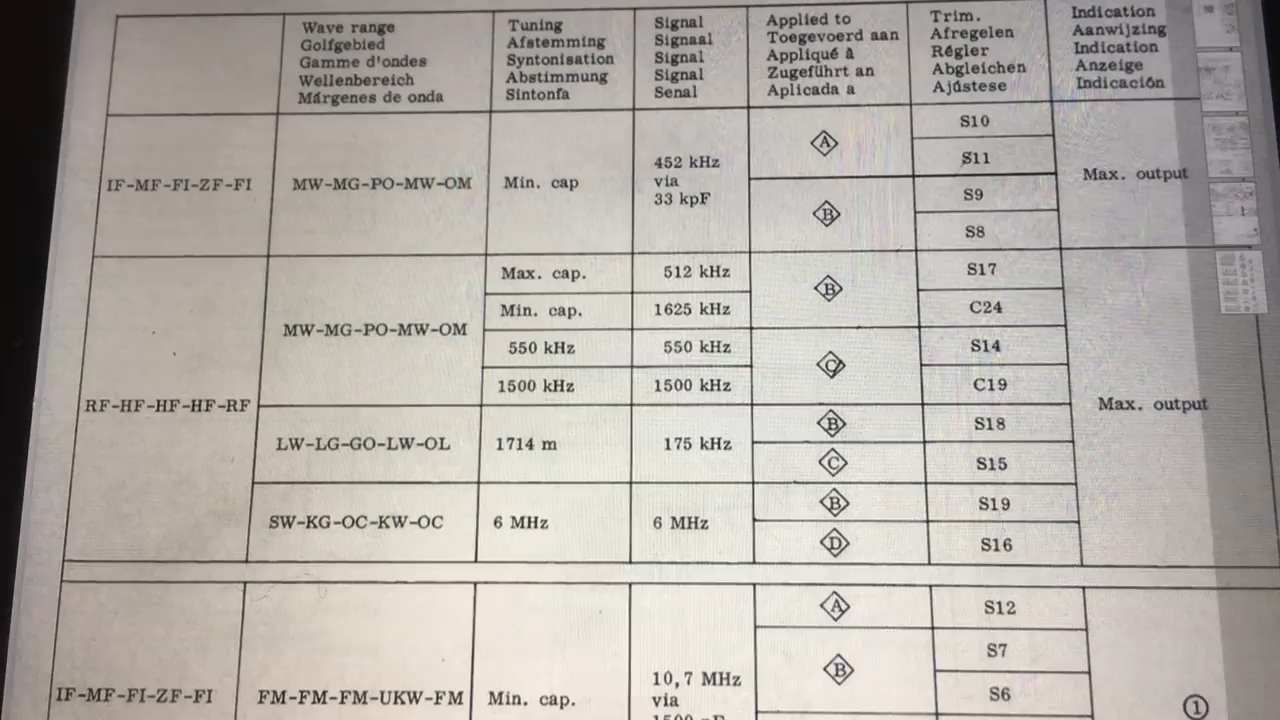 Wave range
Golfgebied
Gamme d'ondes
Wellenbereich
Márgenes de onda
Tuning
Afstemming
Syntonisation
Abstimmung
Sintonía
Signal
Signaal
Signal
Signal
Senal
Applied to
Toegevoerd aan
Appliqué à
Zugeführt an
Aplicada a
Trim.
Afregelen
Régler
Abgleichen
Ajústese
Indication
Aanwijzing
Indication
Anzeige
Indicación
IF-MF-FI-ZF-FI
MW-MG-PO-MW-OM
Min. cap
452 kHz
via
33 kpF
A
B
S10
S11
S9
S8
Max. output
RF-HF-HF-HF-RF
MW-MG-PO-MW-OM
Max. cap.
512 kHz
B
S17
Min. cap.
1625 kHz
C24
550 kHz
550 kHz
C
S14
1500 kHz
1500 kHz
C19
Max. output
LW-LG-GO-LW-OL
1714 m
175 kHz
B
S18
C
S15
SW-KG-OC-KW-OC
6 MHz
6 MHz
B
S19
D
S16
IF-MF-FI-ZF-FI
FM-FM-FM-UKW-FM
Min. cap.
10,7 MHz
via
A
S12
B
S7
S6
1